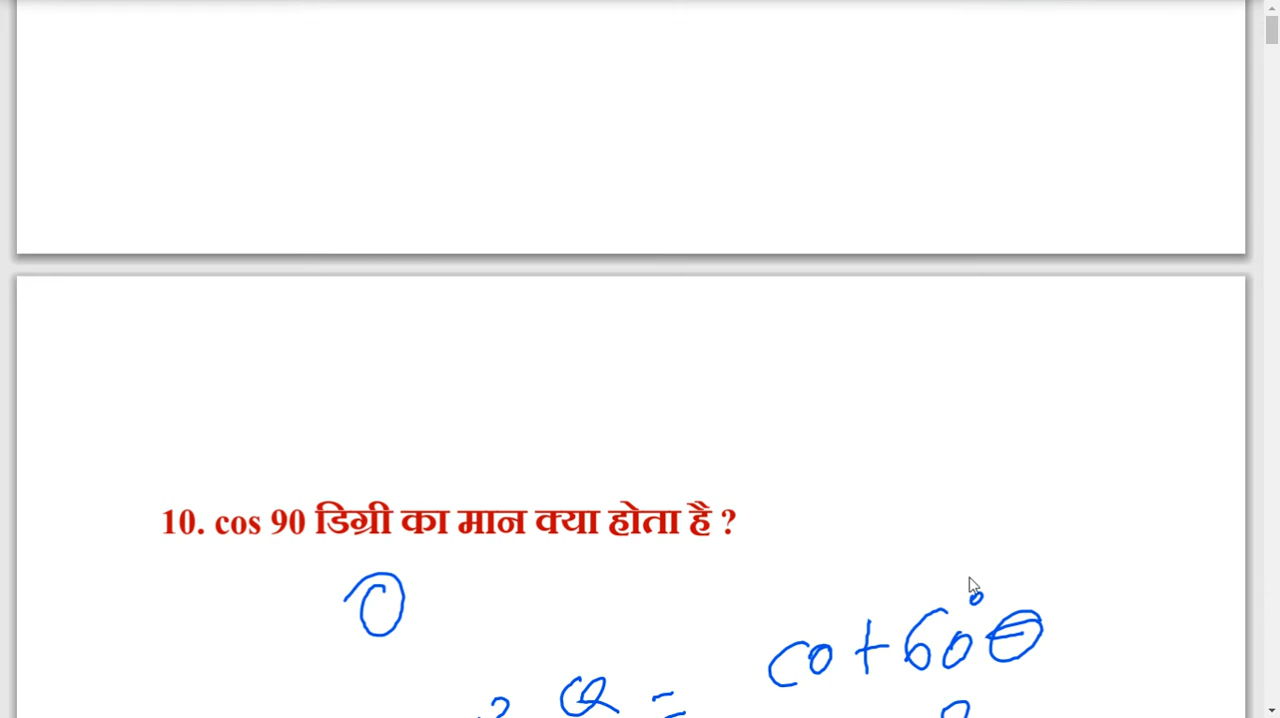 10. cos 90 डिग्री का मान क्या होता है ?
0
cot 60° θ
=